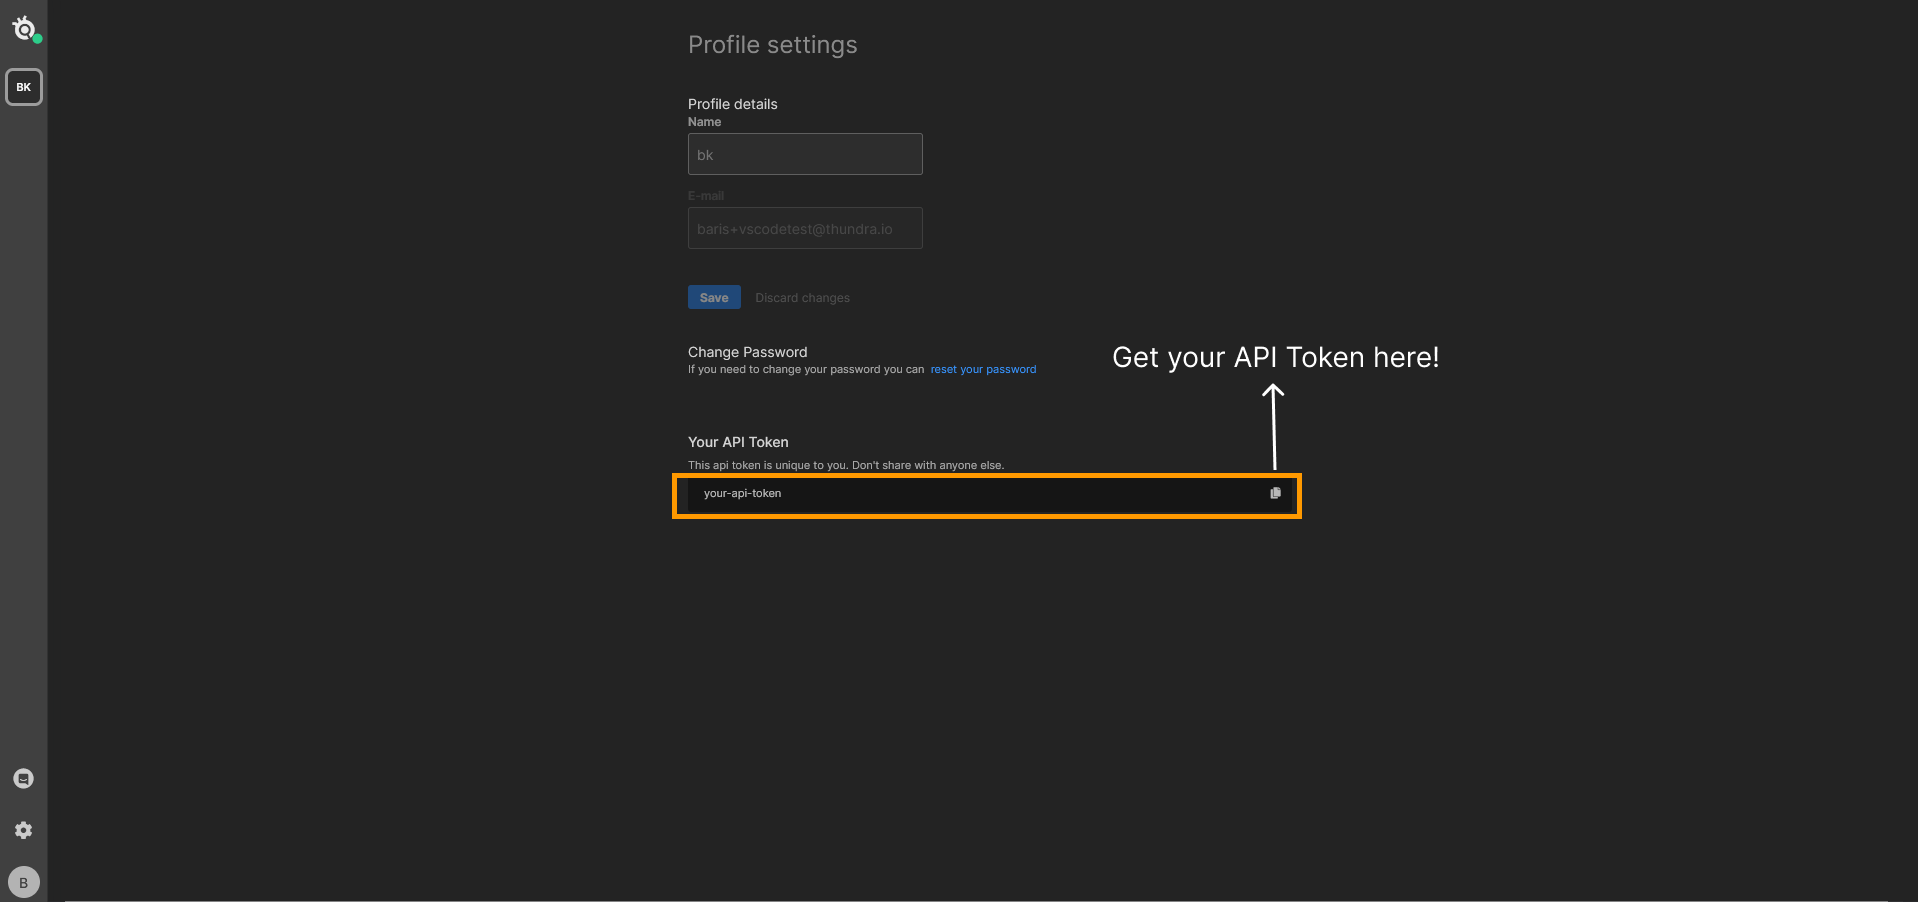 BK
Profile settings
Profile details
Name
bk
E-mail
baris+vscodetest@thundra.io
Save Discard changes
Change Password
If you need to change your password you can reset your password
Get your API Token here!
Your API Token
This api token is unique to you. Don't share with anyone else.
your-api-token
B